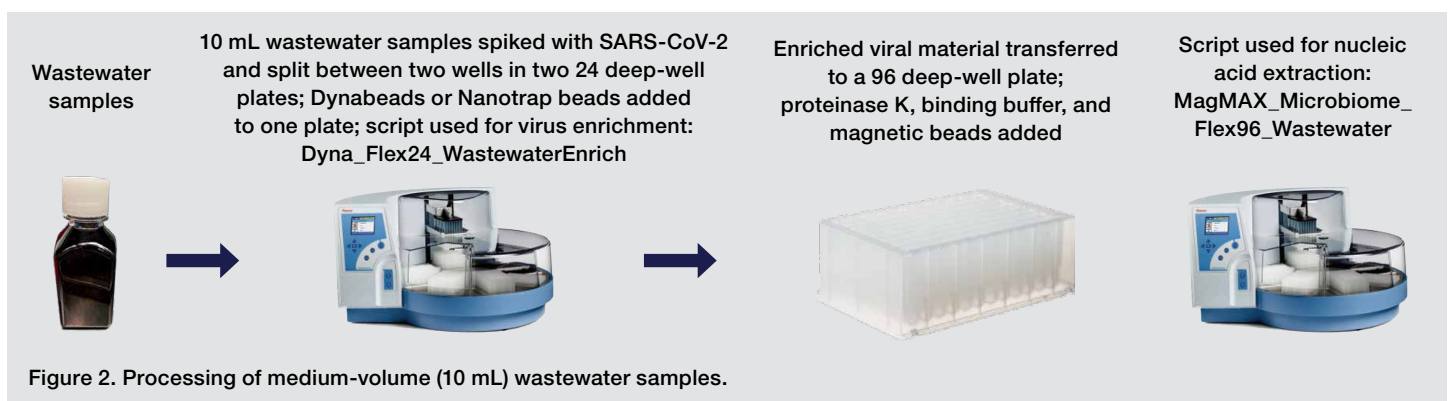 Wastewater
samples
10 mL wastewater samples spiked with SARS-CoV-2
and split between two wells in two 24 deep-well
plates; Dynabeads or Nanotrap beads added
to one plate; script used for virus enrichment:
Dyna_Flex24_WastewaterEnrich
Enriched viral material transferred
to a 96 deep-well plate;
proteinase K, binding buffer, and
magnetic beads added
Script used for nucleic
acid extraction:
MagMAX_Microbiome_
Flex96_Wastewater
Figure 2. Processing of medium-volume (10 mL) wastewater samples.